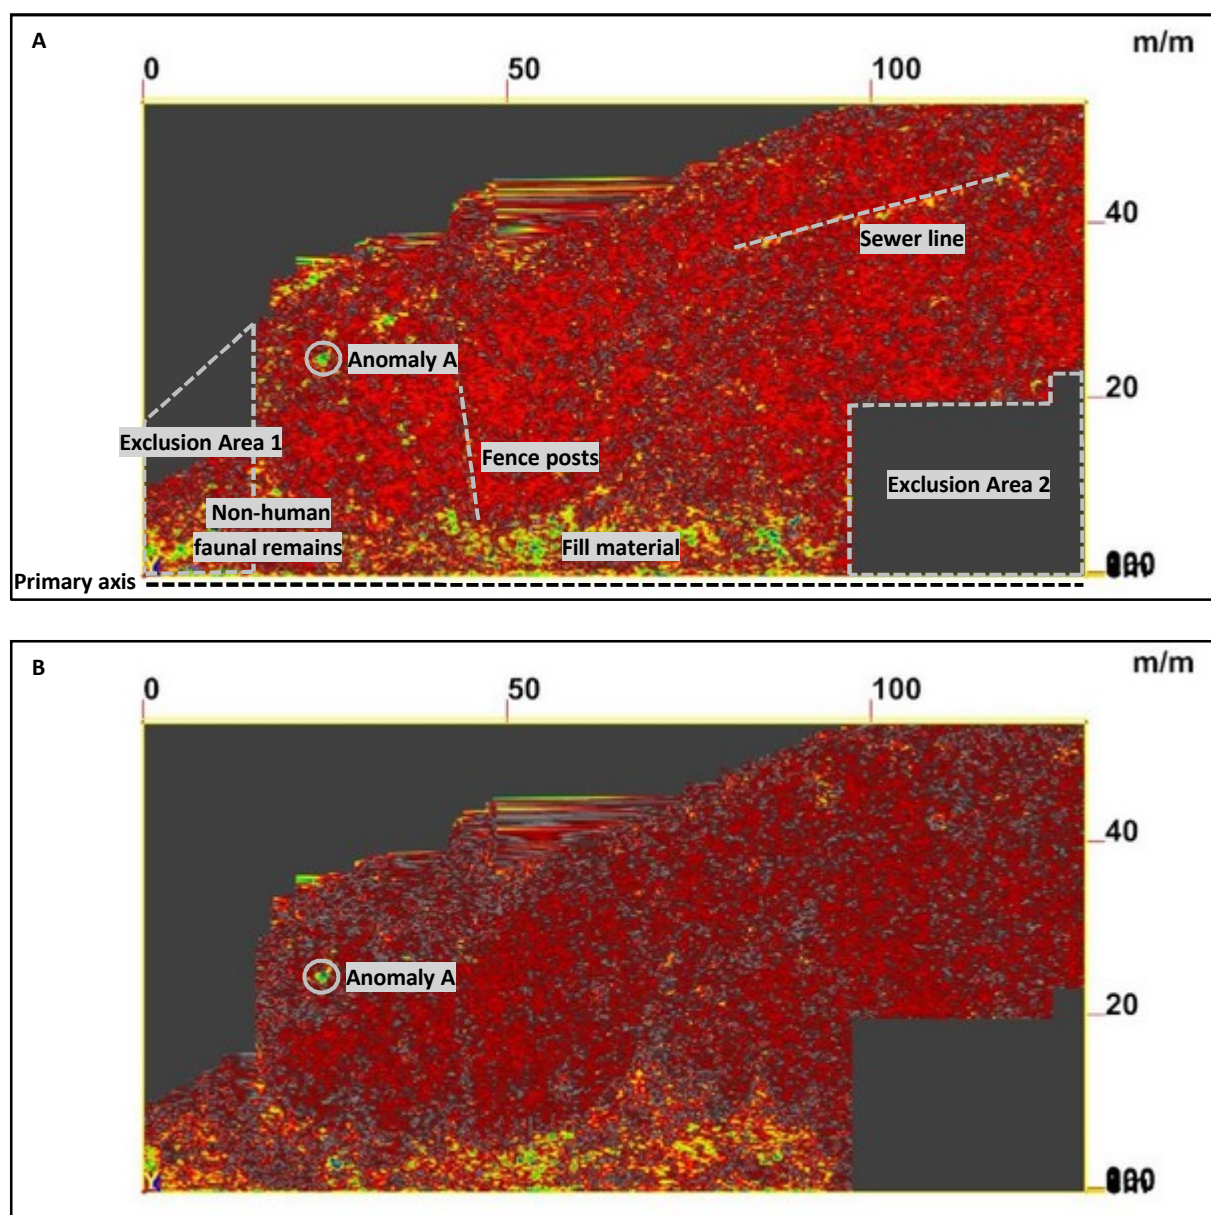 A
m/m
0 50 100
40
Sewer line
Anomaly A
20
Exclusion Area 1
Fence posts
Exclusion Area 2
Non-human
faunal remains
Fill material
Primary axis
B
m/m
0 50 100
40
Anomaly A
20
Y